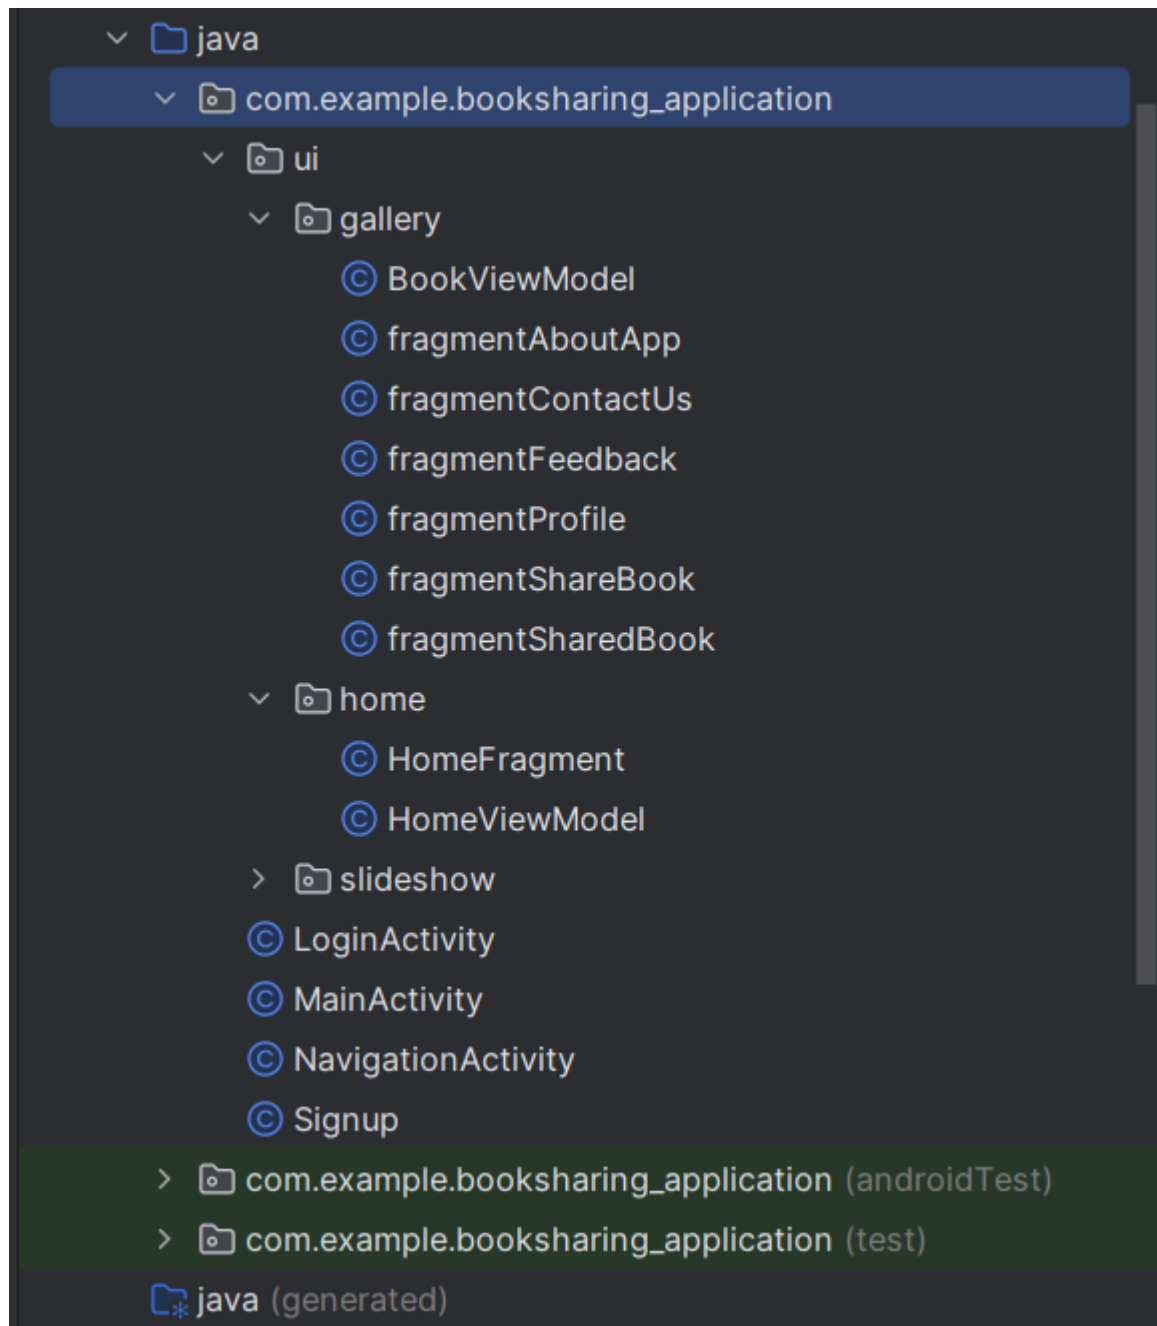 java
com.example.booksharing_application
ui
gallery
BookViewModel
fragmentAboutApp
fragmentContactUs
fragmentFeedback
fragmentProfile
fragmentShareBook
fragmentSharedBook
home
HomeFragment
HomeViewModel
slideshow
LoginActivity
MainActivity
NavigationActivity
Signup
com.example.booksharing_application (androidTest)
com.example.booksharing_application (test)
java (generated)